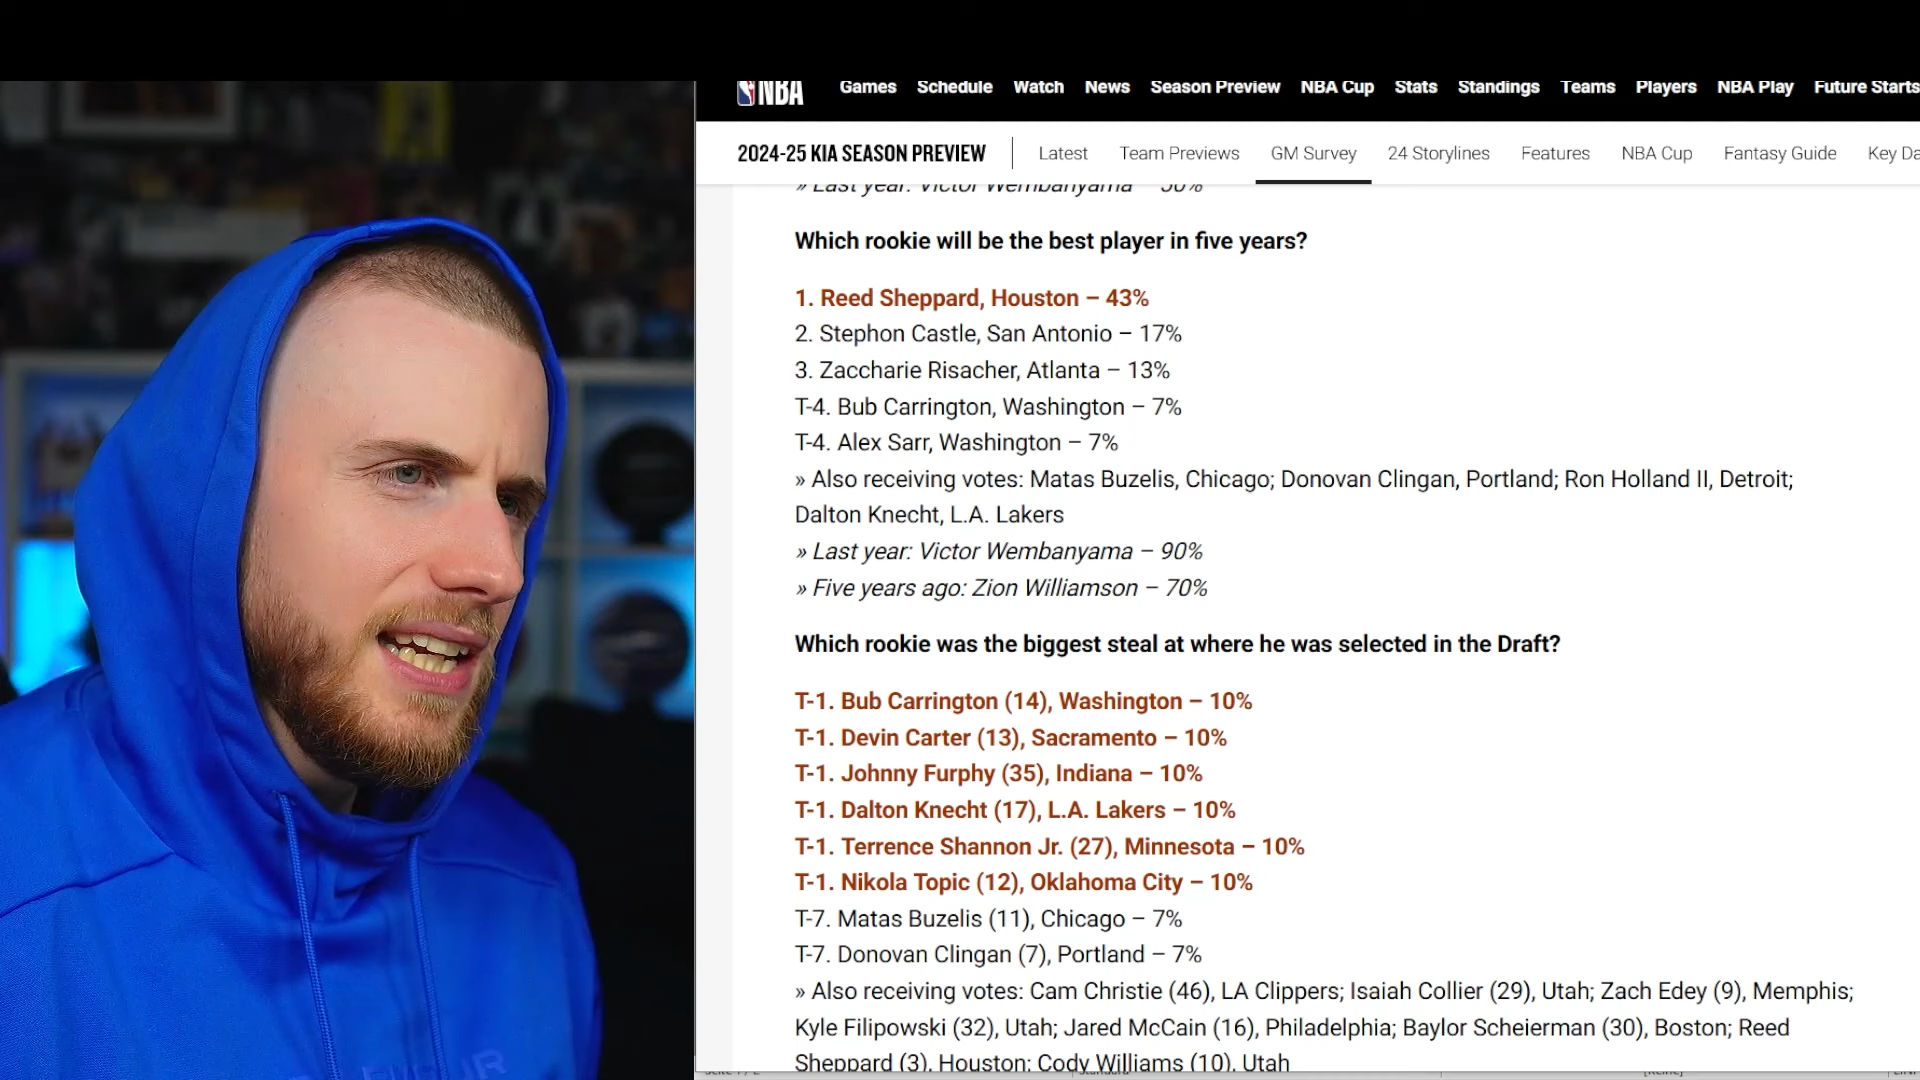 NBA Games Schedule Watch News Season Preview NBA Cup Stats Standings Teams Players NBA Play Future Starts
2024-25 KIA SEASON PREVIEW Latest Team Previews GM Survey 24 Storylines Features NBA Cup Fantasy Guide Key Da
» Last year: Victor Wembanyama – 50%
Which rookie will be the best player in five years?
1. Reed Sheppard, Houston – 43%
2. Stephon Castle, San Antonio – 17%
3. Zaccharie Risacher, Atlanta – 13%
T-4. Bub Carrington, Washington – 7%
T-4. Alex Sarr, Washington – 7%
» Also receiving votes: Matas Buzelis, Chicago; Donovan Clingan, Portland; Ron Holland II, Detroit;
Dalton Knecht, L.A. Lakers
» Last year: Victor Wembanyama – 90%
» Five years ago: Zion Williamson – 70%
Which rookie was the biggest steal at where he was selected in the Draft?
T-1. Bub Carrington (14), Washington – 10%
T-1. Devin Carter (13), Sacramento – 10%
T-1. Johnny Furphy (35), Indiana – 10%
T-1. Dalton Knecht (17), L.A. Lakers – 10%
T-1. Terrence Shannon Jr. (27), Minnesota – 10%
T-1. Nikola Topic (12), Oklahoma City – 10%
T-7. Matas Buzelis (11), Chicago – 7%
T-7. Donovan Clingan (7), Portland – 7%
» Also receiving votes: Cam Christie (46), LA Clippers; Isaiah Collier (29), Utah; Zach Edey (9), Memphis;
Kyle Filipowski (32), Utah; Jared McCain (16), Philadelphia; Baylor Scheierman (30), Boston; Reed
Sheppard (3), Houston; Cody Williams (10), Utah